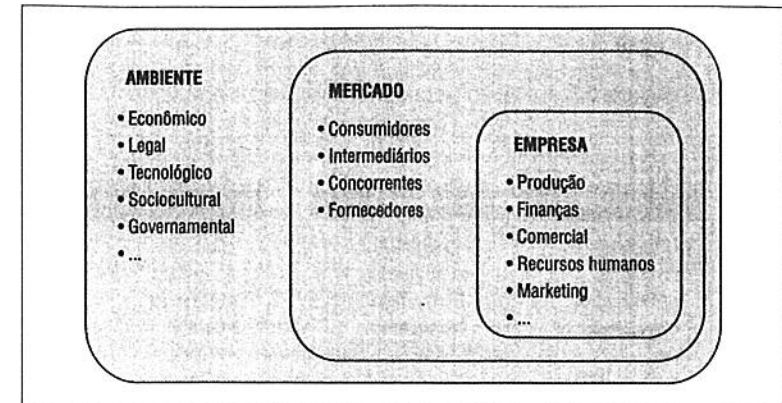 AMBIENTE
• Econômico
• Legal
• Tecnológico
• Sociocultural
• Governamental
• ...
MERCADO
• Consumidores
• Intermediários
• Concorrentes
• Fornecedores
EMPRESA
• Produção
• Finanças
• Comercial
• Recursos humanos
• Marketing
• ...